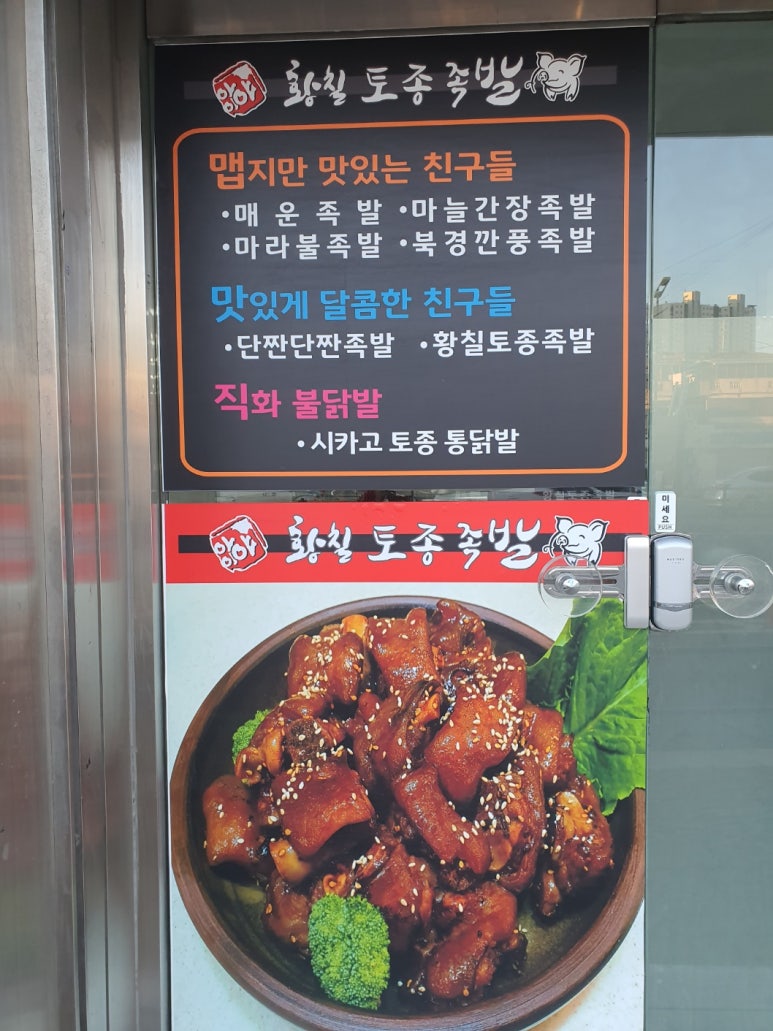 앙야 황칠 토종 족발
맵지만 맛있는 친구들
•매운족발 •마늘간장족발
•마라불족발 •북경깐풍족발
맛있게 달콤한 친구들
•단짠단짠족발 •황칠토종족발
직화 불닭발
•시카고 토종 통닭발
미세요
PUSH
앙야 황칠 토종 족발